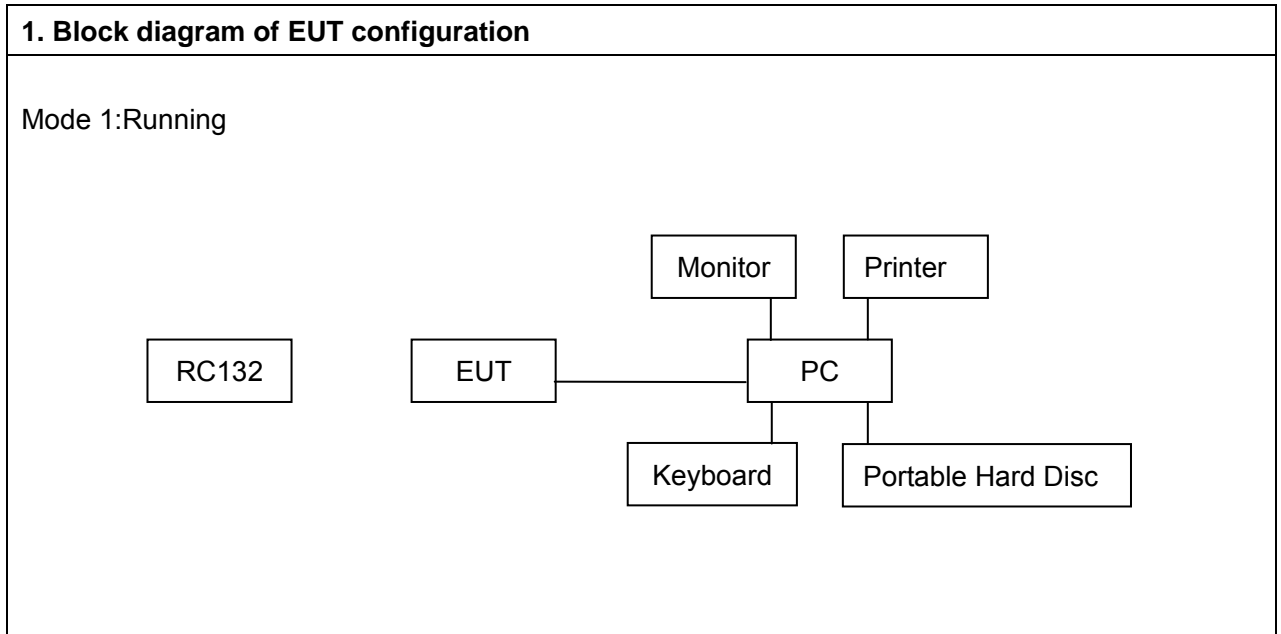 1. Block diagram of EUT configuration
Mode 1:Running
Monitor
Printer
RC132
EUT
PC
Keyboard
Portable Hard Disc